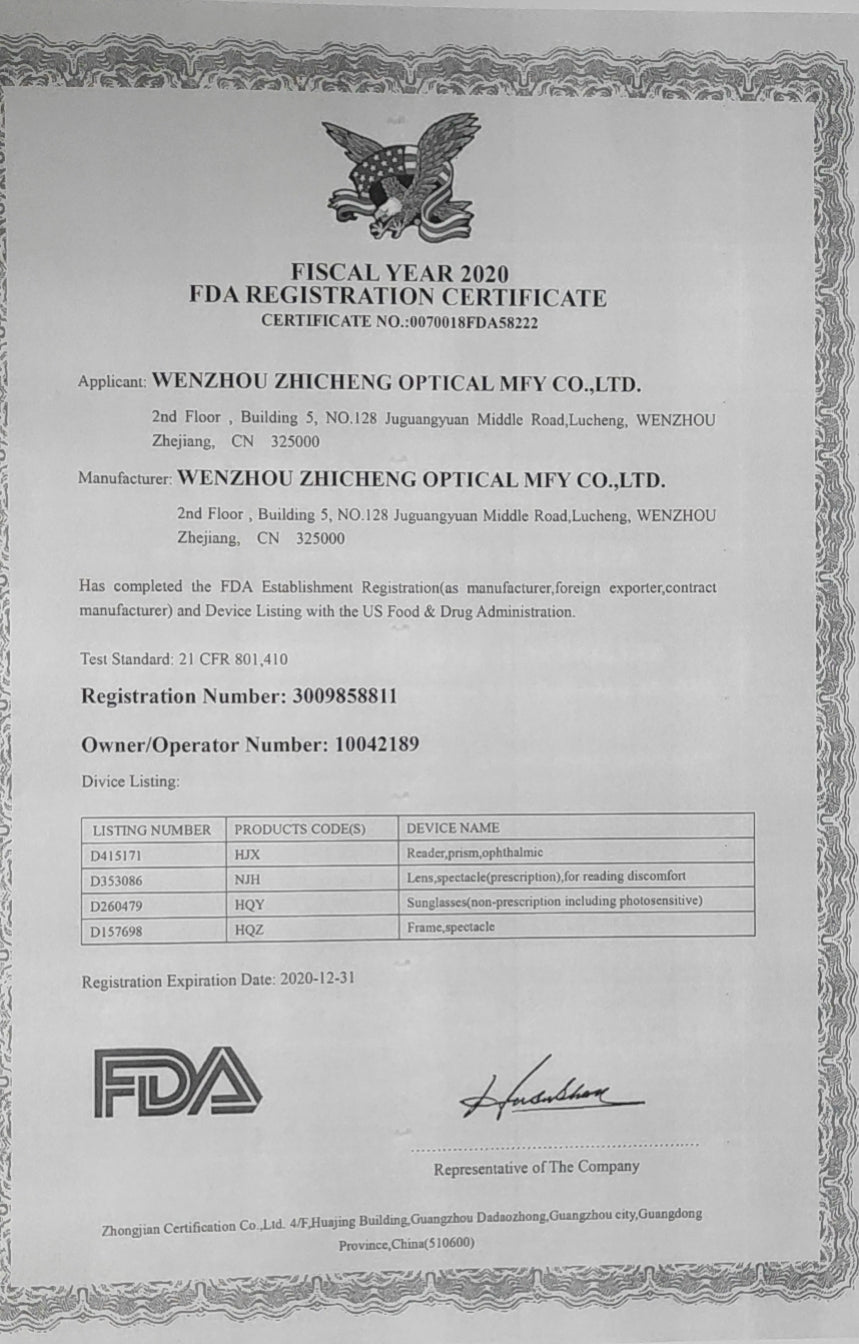 FISCAL YEAR 2020
FDA REGISTRATION CERTIFICATE
CERTIFICATE NO.:0070018FDA58222
Applicant: WENZHOU ZHICHENG OPTICAL MFY CO.,LTD.
2nd Floor , Building 5, NO.128 Juguangyuan Middle Road,Lucheng, WENZHOU
Zhejiang, CN 325000
Manufacturer: WENZHOU ZHICHENG OPTICAL MFY CO.,LTD.
2nd Floor , Building 5, NO.128 Juguangyuan Middle Road,Lucheng, WENZHOU
Zhejiang, CN 325000
Has completed the FDA Establishment Registration(as manufacturer,foreign exporter,contract
manufacturer) and Device Listing with the US Food & Drug Administration.
Test Standard: 21 CFR 801,410
Registration Number: 3009858811
Owner/Operator Number: 10042189
Divice Listing:
LISTING NUMBER PRODUCTS CODE(S) DEVICE NAME
D415171 HJX Reader,prism,ophthalmic
D353086 NJH Lens,spectacle(prescription),for reading discomfort
D260479 HQY Sunglasses(non-prescription including photosensitive)
D157698 HQZ Frame,spectacle
Registration Expiration Date: 2020-12-31
FDA
Representative of The Company
Zhongjian Certification Co.,Ltd. 4/F,Huajing Building,Guangzhou Dadaozhong,Guangzhou city,Guangdong
Province,China(510600)